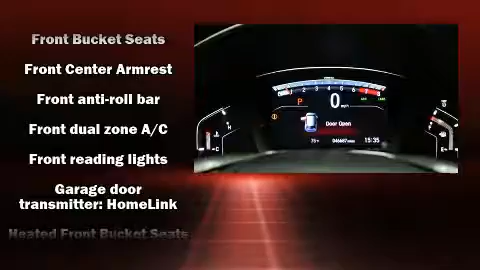 Front Bucket Seats
Front Center Armrest
Front anti-roll bar
Front dual zone A/C
Front reading lights
Garage door
transmitter: HomeLink
Heated Front Bucket Seats
P
0
Door Open
15:35